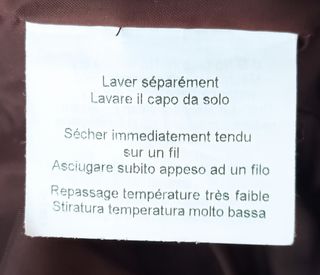 Laver séparément
Lavare il capo da solo
Sécher immediatement tendu
sur un fil
Asciugare subito appeso ad un filo
Repassage température très faible
Stiratura temperatura molto bassa